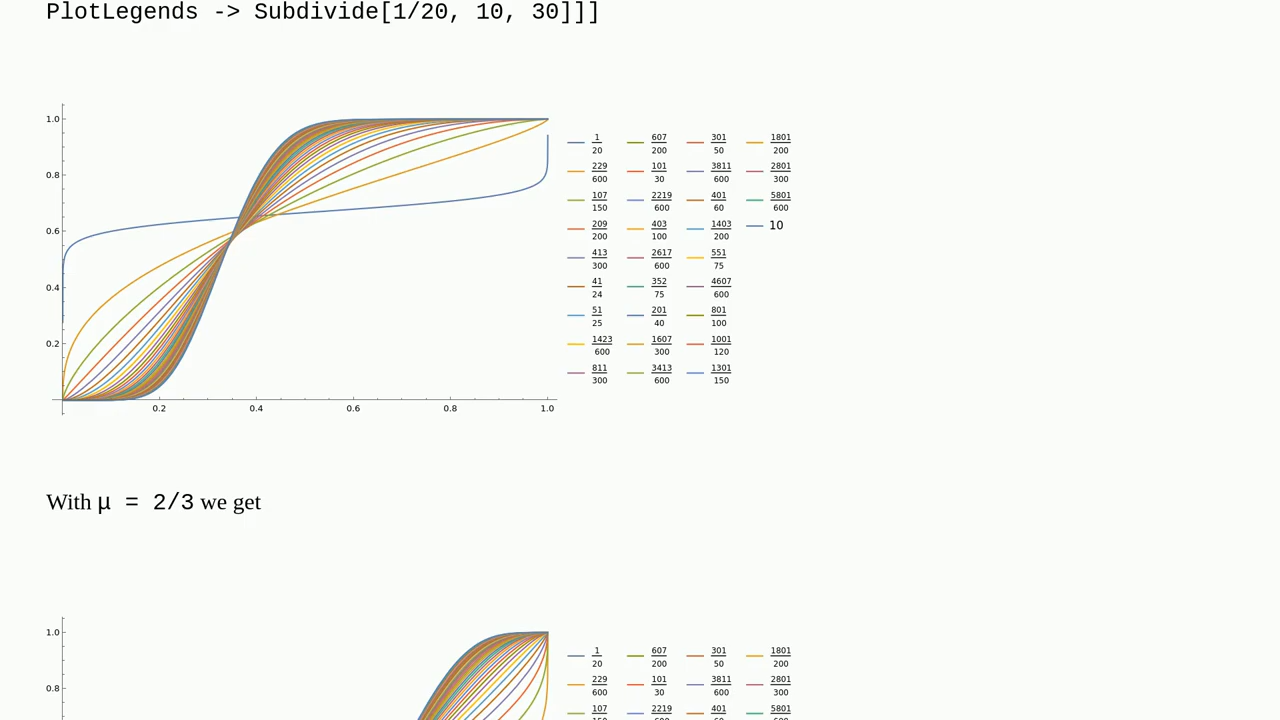 PlotLegends -> Subdivide[1/20, 10, 30]]]
1.0
0.8
0.6
0.4
0.2
0.2 0.4 0.6 0.8 1.0
1/20 607/200 301/50 1801/200
229/600 101/30 3811/600 2801/300
107/150 2219/600 401/60 5801/600
209/200 403/100 1403/200 10
413/300 2617/600 551/75
41/24 352/75 4607/600
51/25 201/40 801/100
1423/600 1607/300 1001/120
811/300 3413/600 1301/150
With μ = 2/3 we get
1.0
0.8
1/20 607/200 301/50 1801/200
229/600 101/30 3811/600 2801/300
107 2219 401 5801